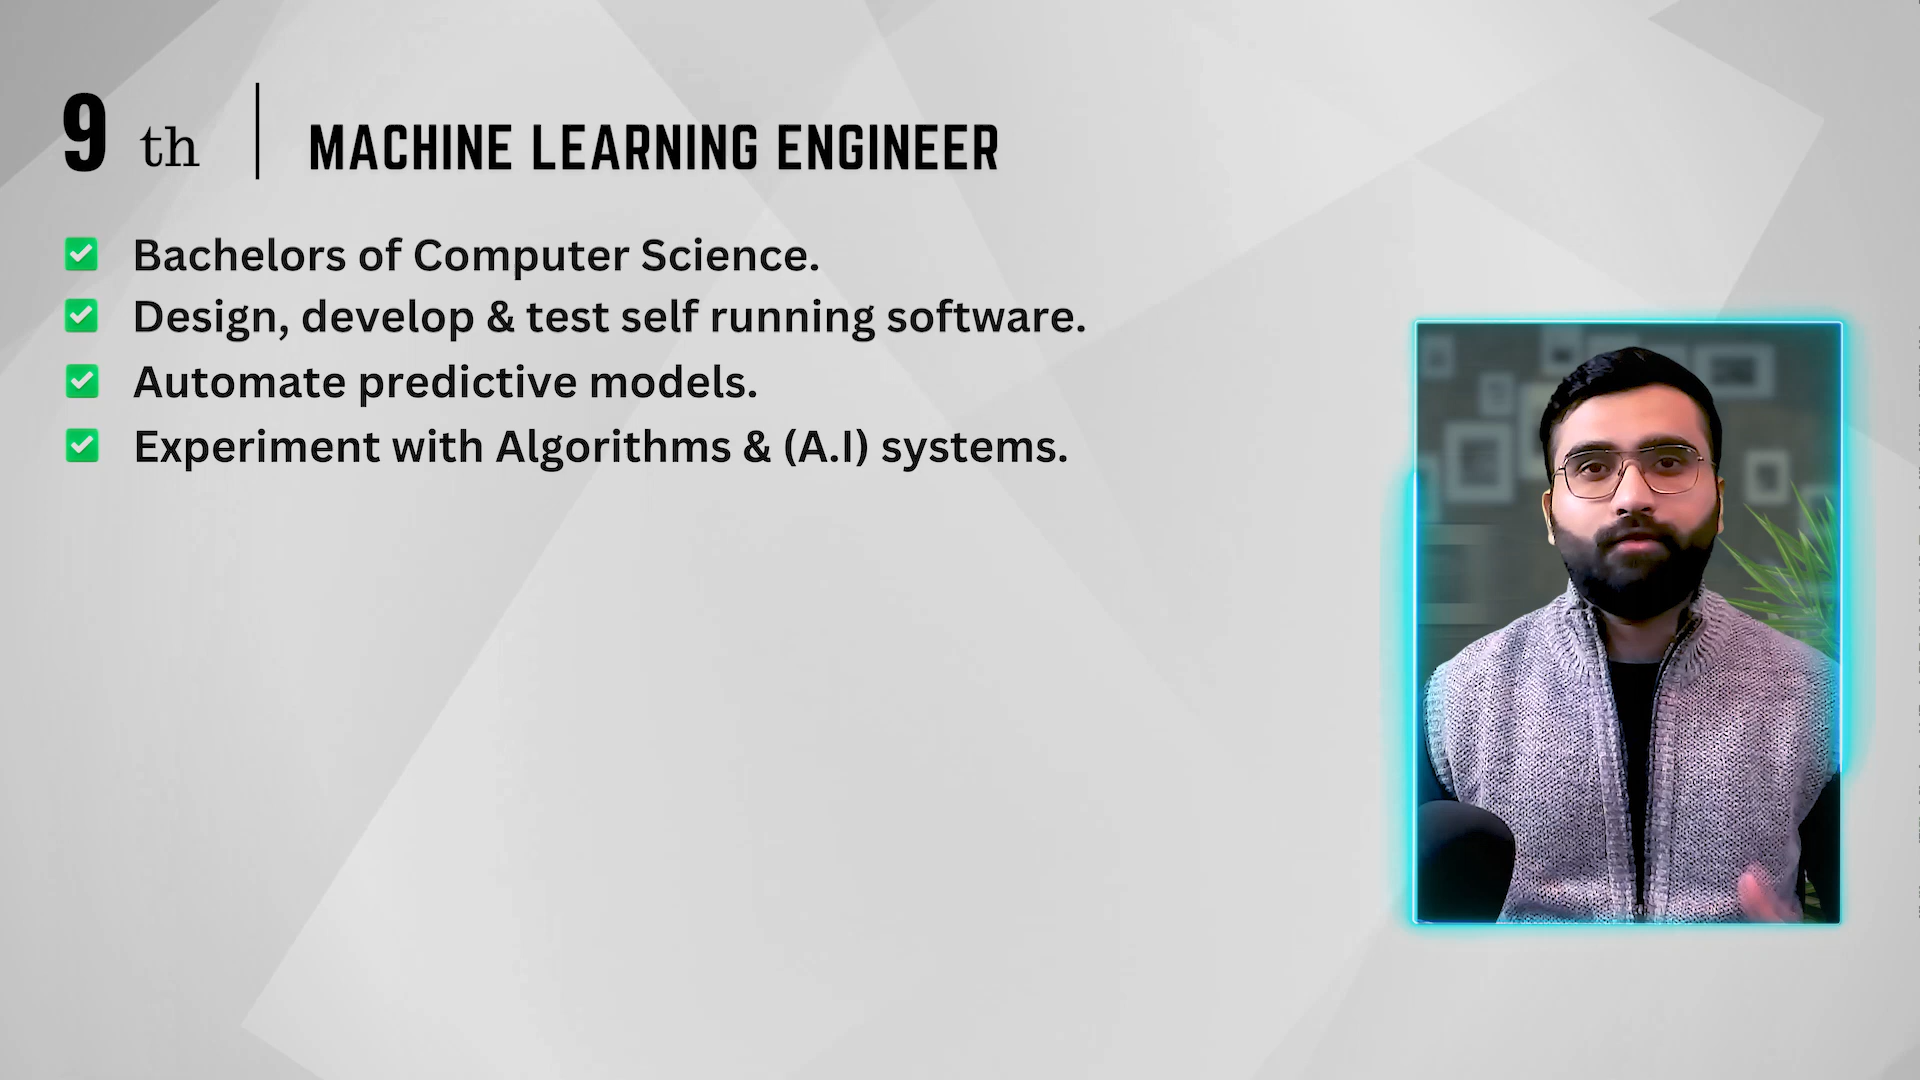 9 th | MACHINE LEARNING ENGINEER
Bachelors of Computer Science.
Design, develop & test self running software.
Automate predictive models.
Experiment with Algorithms & (A.I) systems.